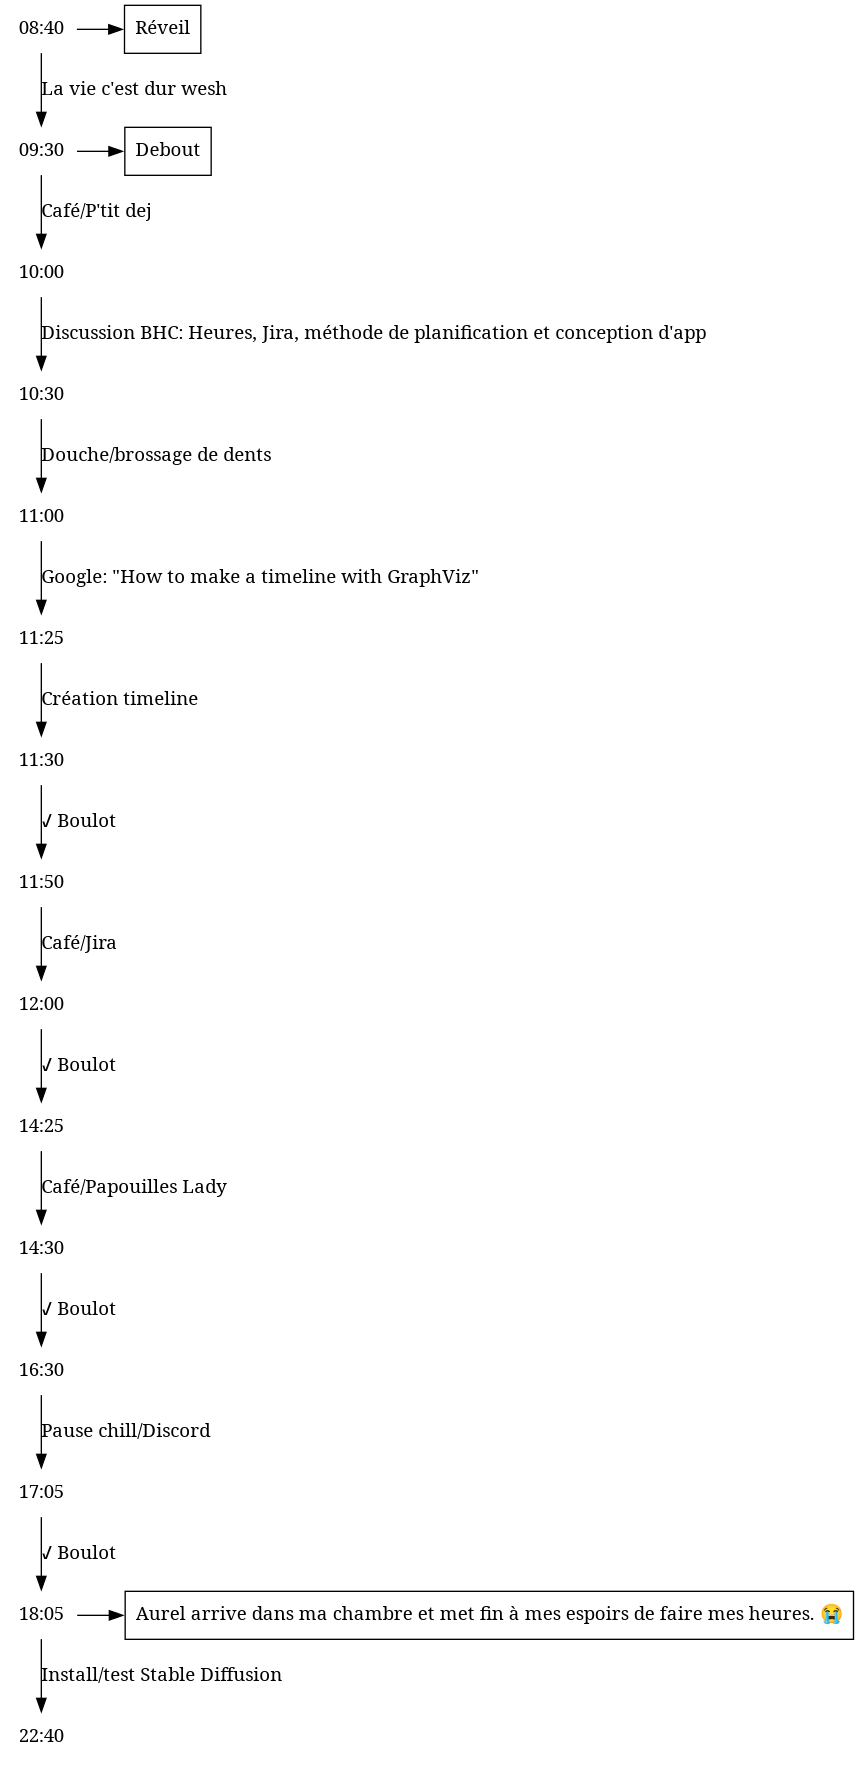 08:40 Réveil
La vie c'est dur wesh
09:30 Debout
Café/P'tit dej
10:00
Discussion BHC: Heures, Jira, méthode de planification et conception d'app
10:30
Douche/brossage de dents
11:00
Google: "How to make a timeline with GraphViz"
11:25
Création timeline
11:30
✓ Boulot
11:50
Café/Jira
12:00
✓ Boulot
14:25
Café/Papouilles Lady
14:30
✓ Boulot
16:30
Pause chill/Discord
17:05
✓ Boulot
18:05 Aurel arrive dans ma chambre et met fin à mes espoirs de faire mes heures. 😭
Install/test Stable Diffusion
22:40